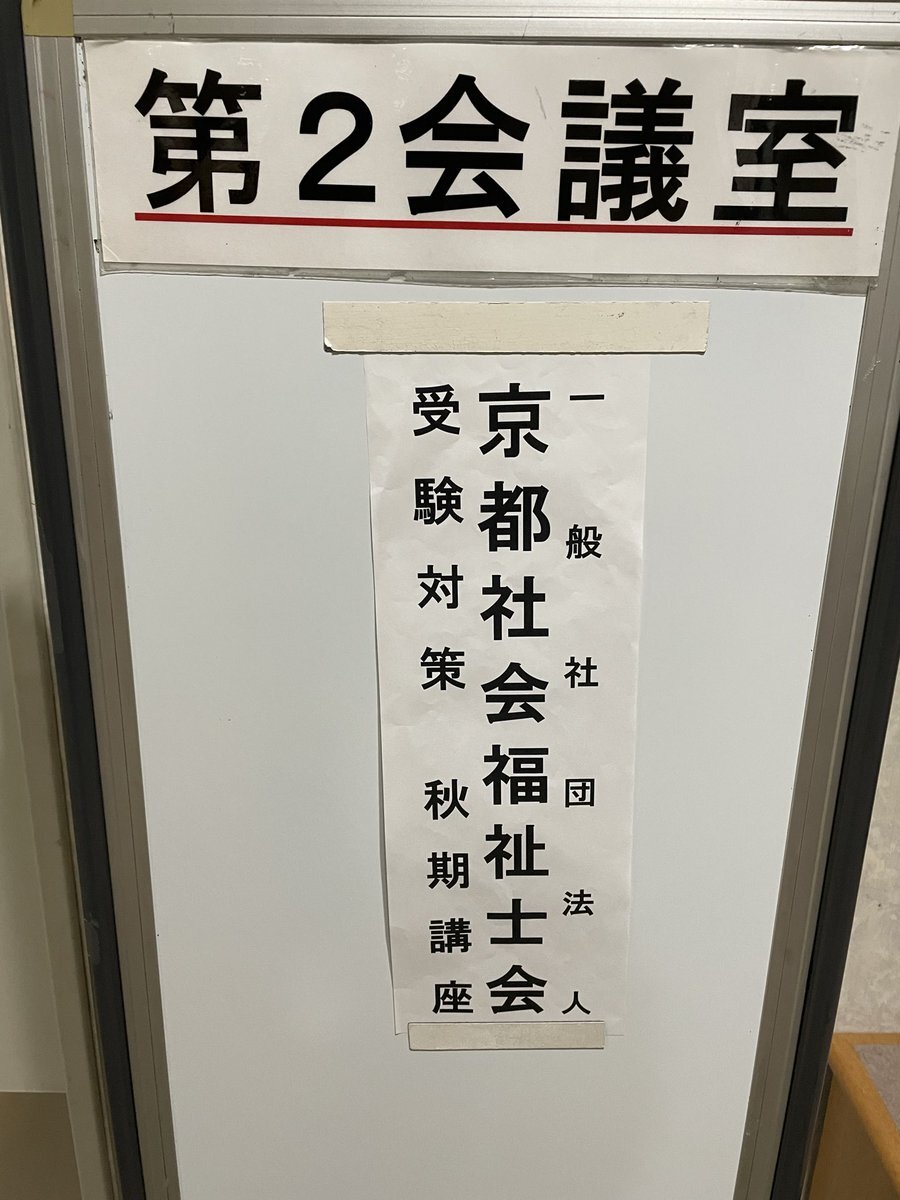 第2会議室
一般社団法人
京都社会福祉士会
受験対策 秋期講座